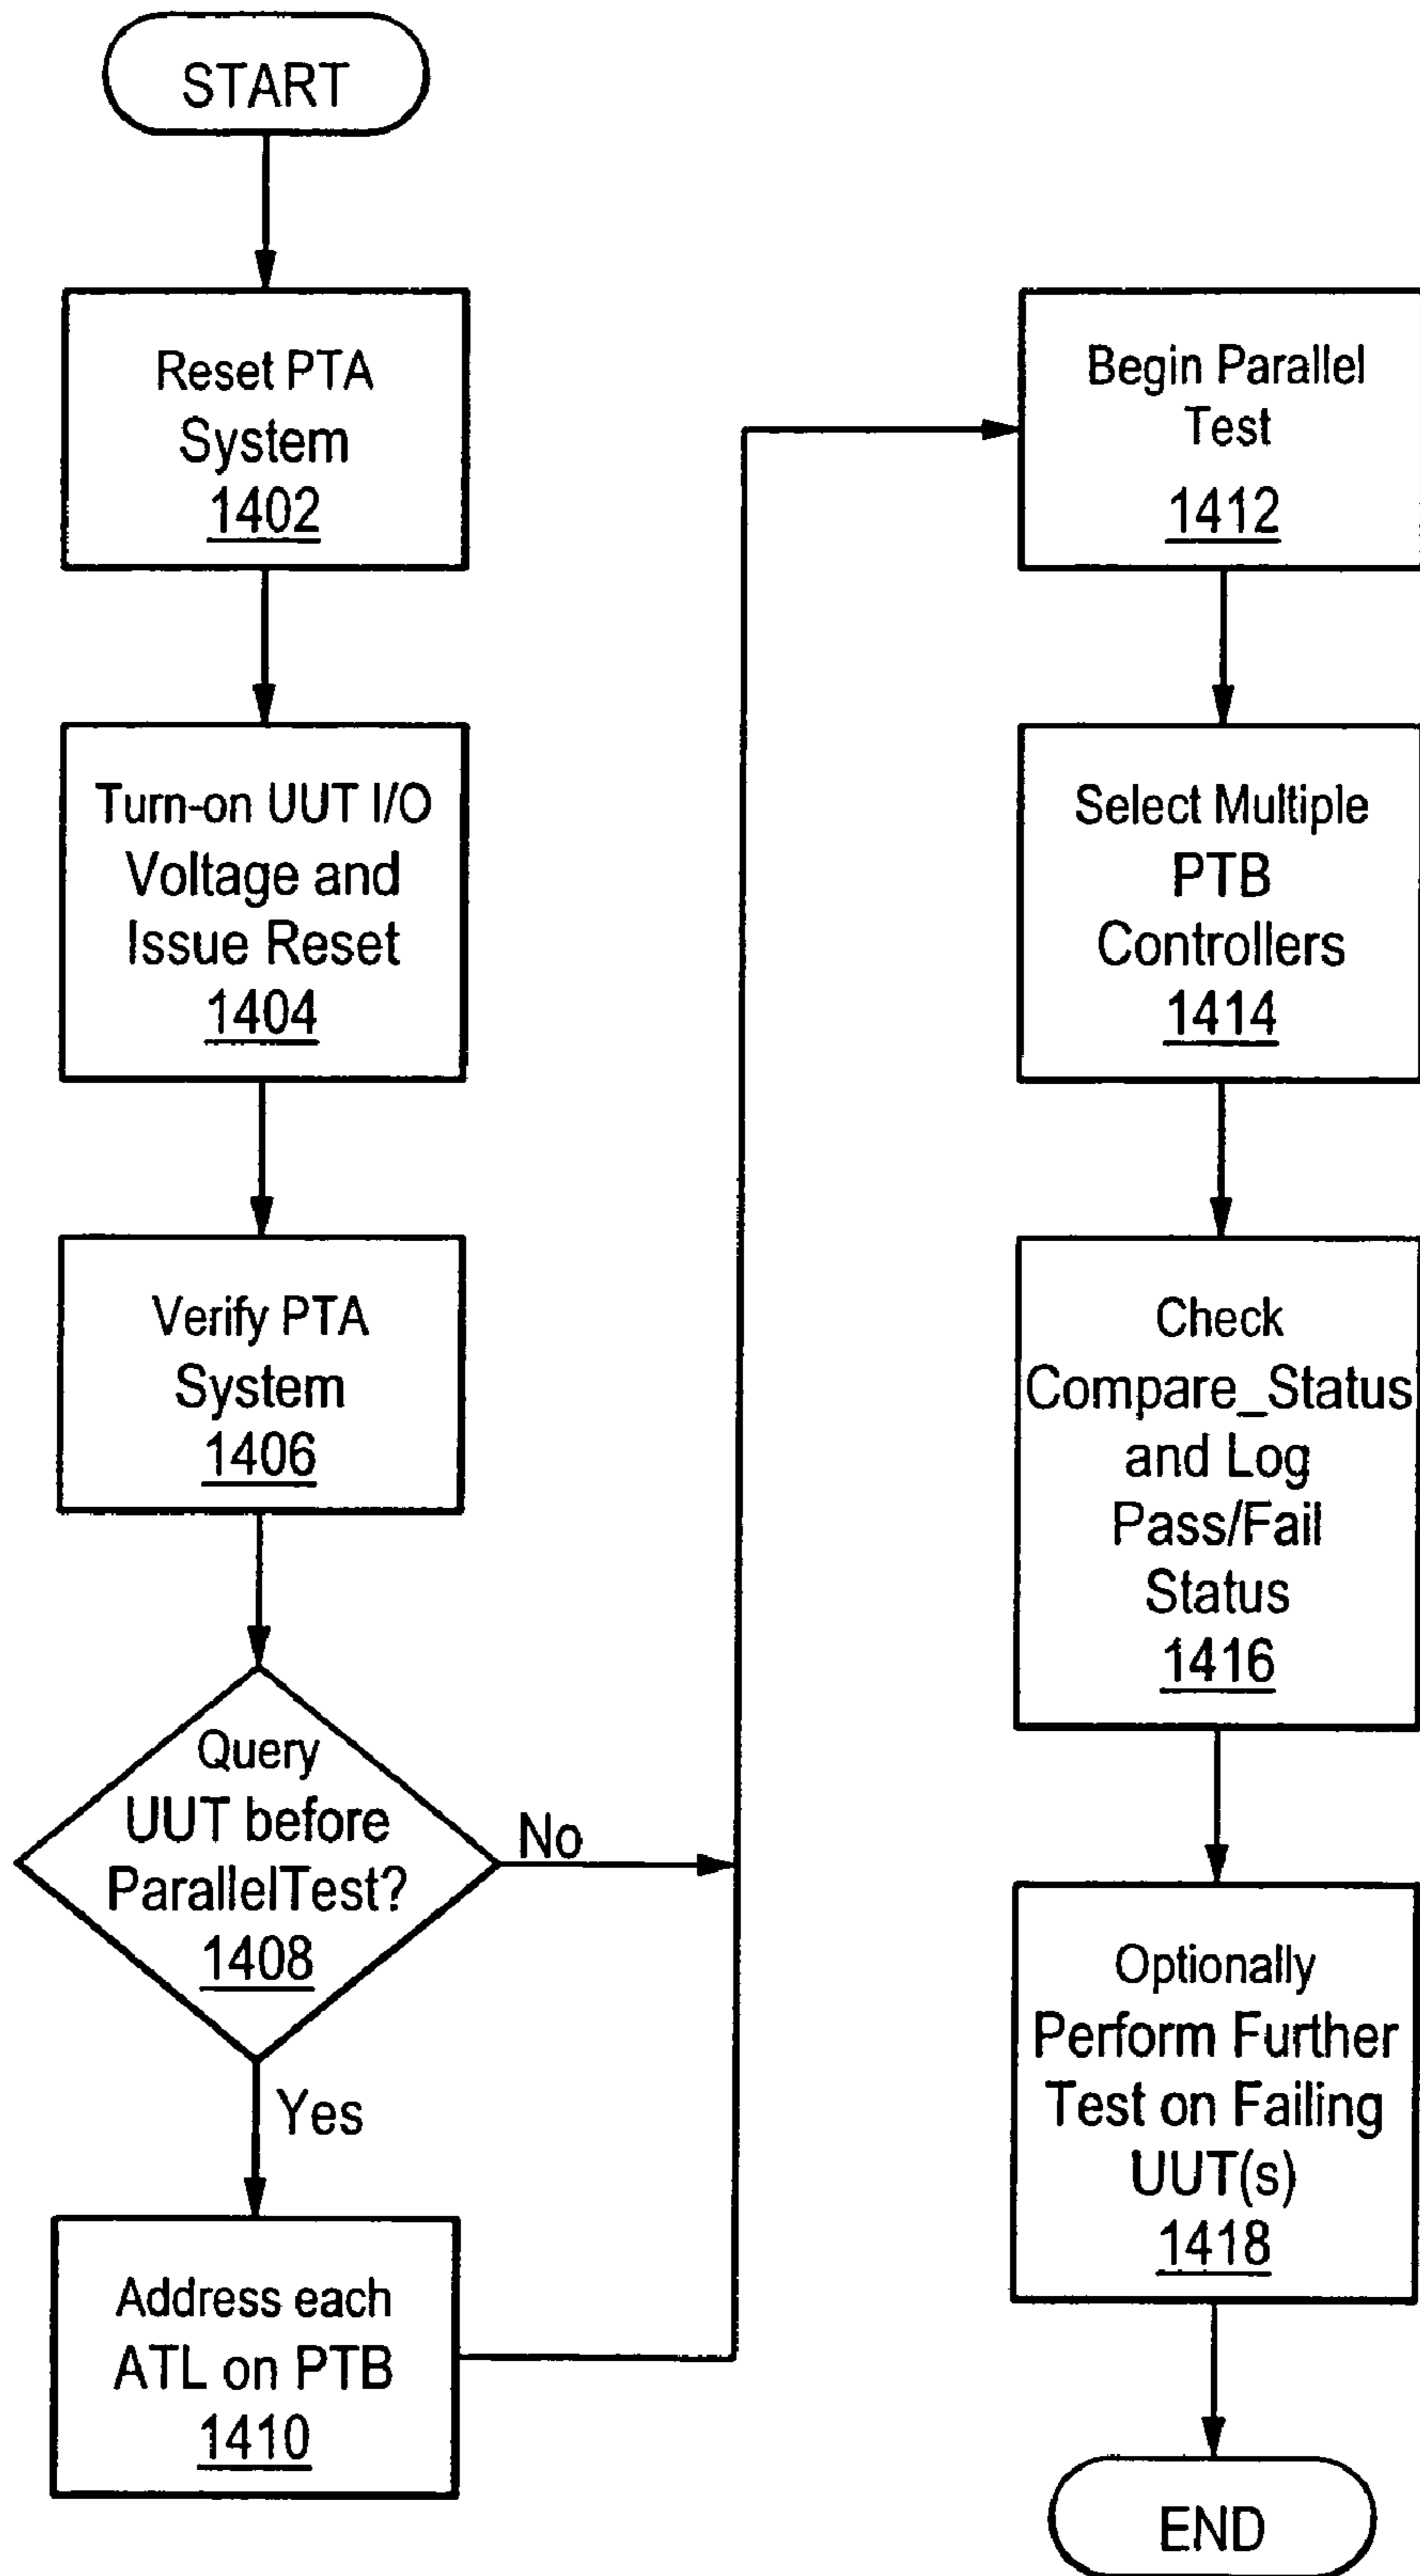 START
Reset PTA
System
1402
Turn-on UUT I/O
Voltage and
Issue Reset
1404
Verify PTA
System
1406
Query
UUT before
ParallelTest?
1408
No
Yes
Address each
ATL on PTB
1410
Begin Parallel
Test
1412
Select Multiple
PTB
Controllers
1414
Check
Compare_Status
and Log
Pass/Fail
Status
1416
Optionally
Perform Further
Test on Failing
UUT(s)
1418
END